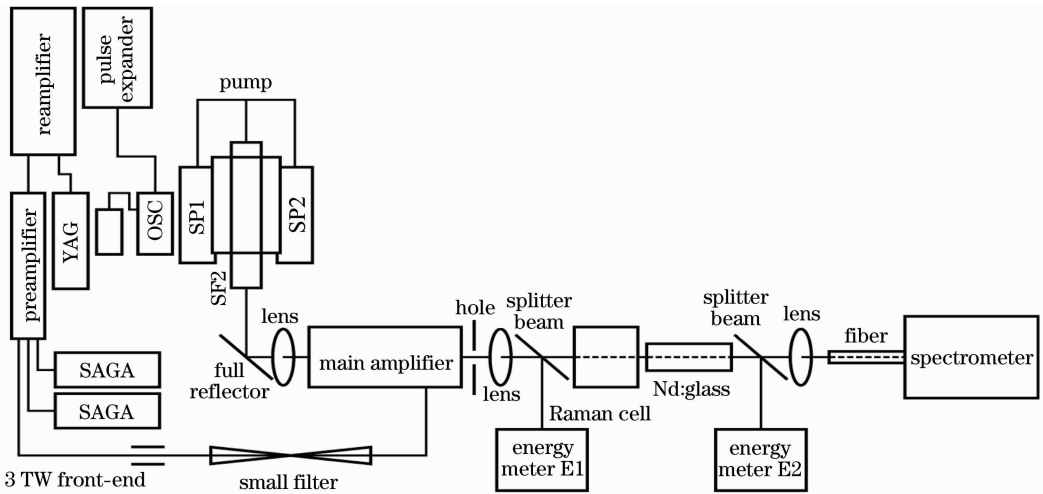 reamplifier
pulse
expander
pump
preamplifier
YAG
OSC
SP1
SP2
SF2
SAGA
SAGA
3 TW front-end
small filter
full
reflector
lens
main amplifier
hole
lens
splitter
beam
Raman cell
energy
meter E1
Nd:glass
splitter
beam
energy
meter E2
lens
fiber
spectrometer